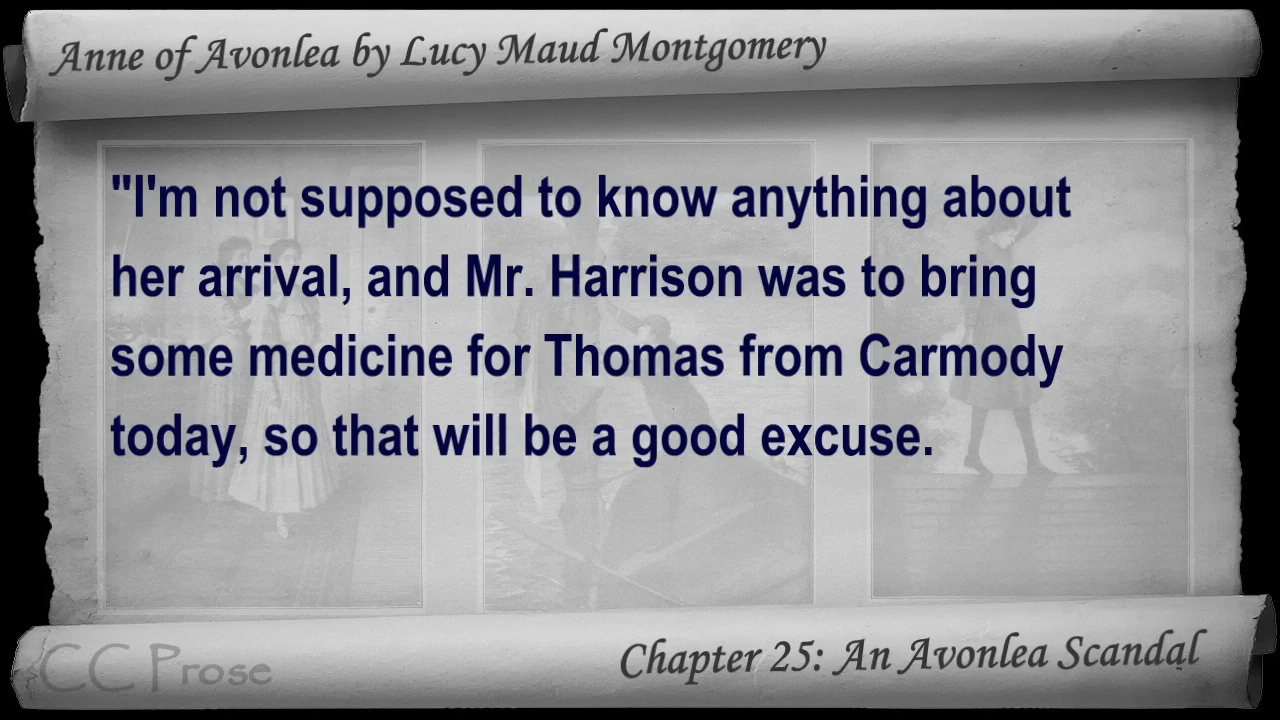 Anne of Avonlea by Lucy Maud Montgomery
"I'm not supposed to know anything about
her arrival, and Mr. Harrison was to bring
some medicine for Thomas from Carmody
today, so that will be a good excuse.
CC Prose
Chapter 25: An Avonlea Scandal